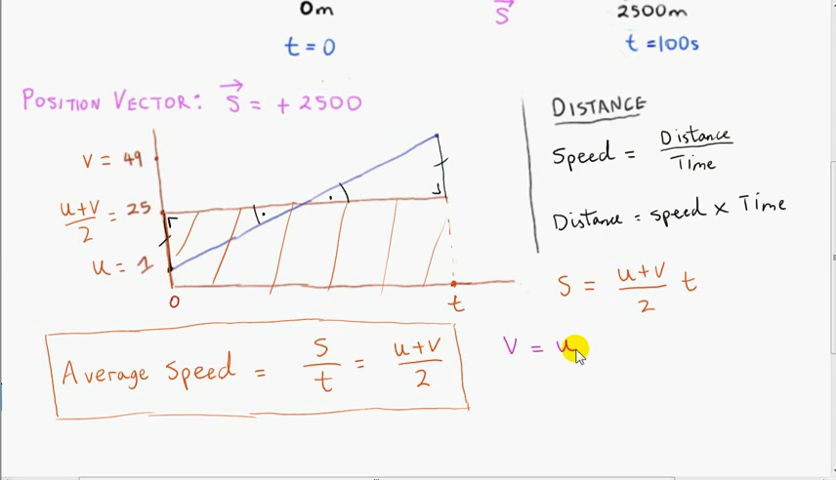 0m
S
2500m
t = 0
t = 100s
POSITION VECTOR: S = + 2500
DISTANCE
Speed = Distance
Time
Distance = speed × Time
V = 49
u+V
2
= 25
u = 1
0
t
S = u+V
2
t
Average Speed = S
t
= u+V
2
V = u